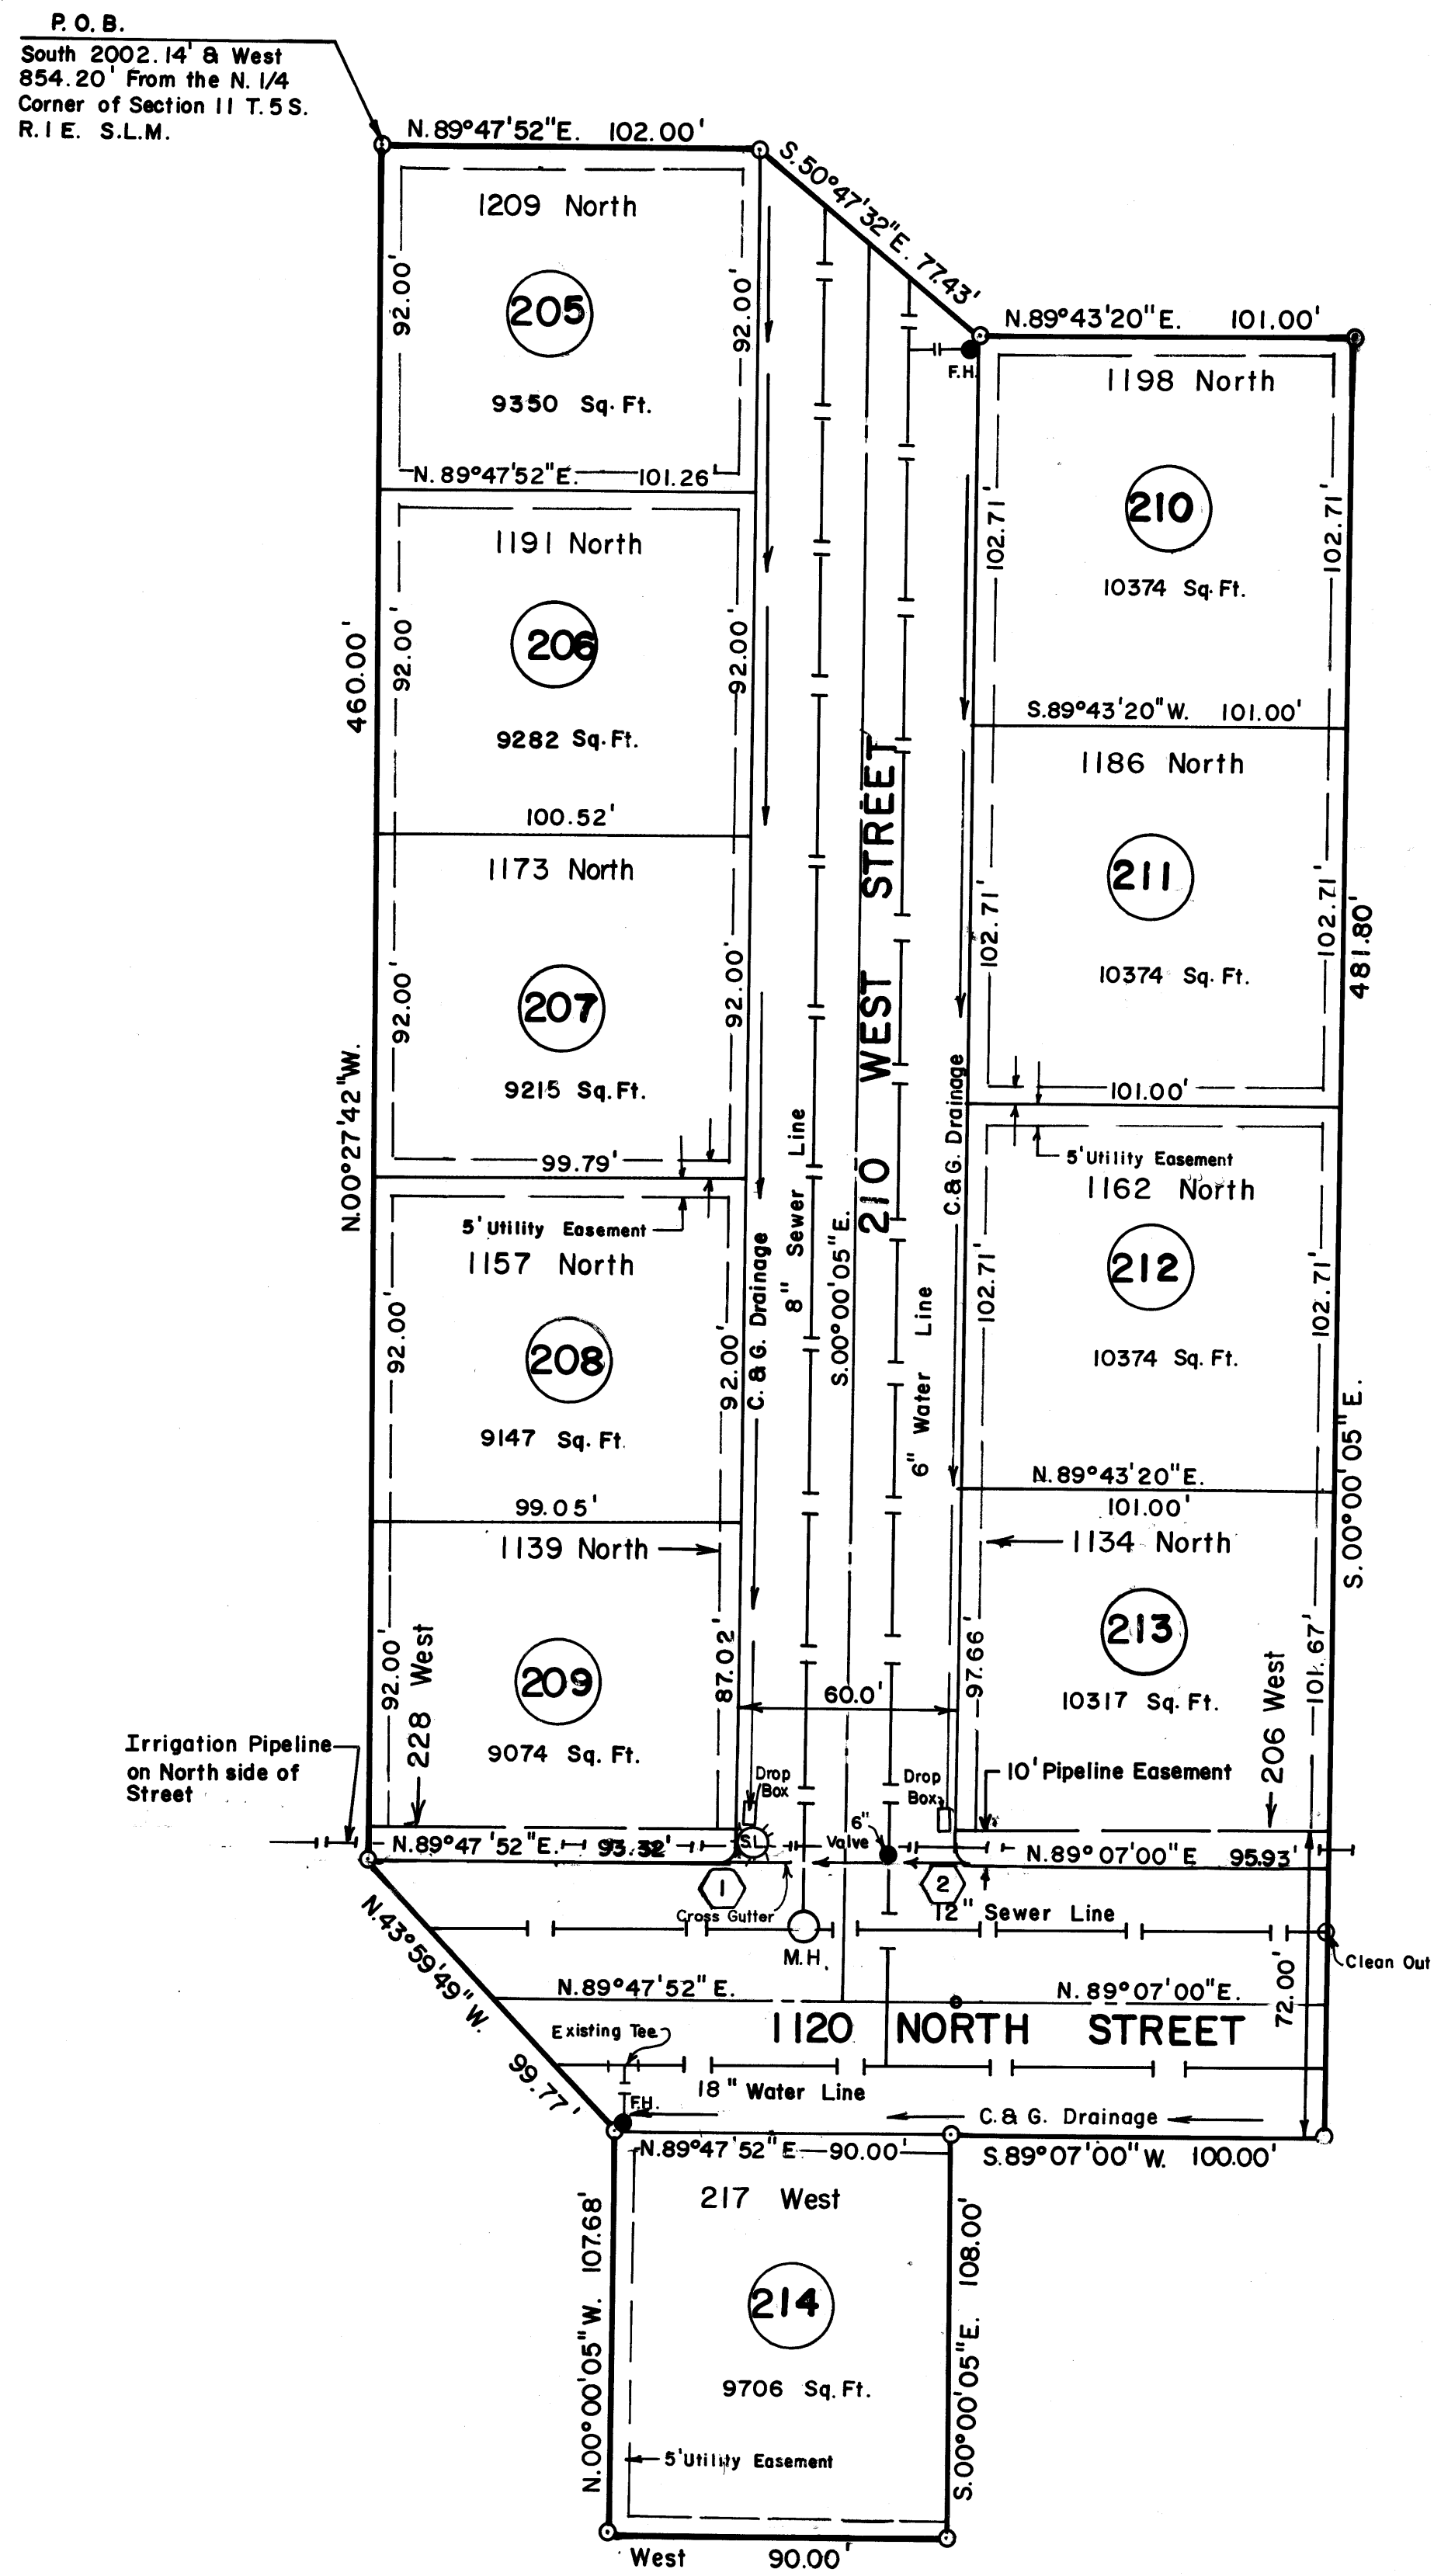 P.O.B.
South 2002.14' & West
854.20' From the N. 1/4
Corner of Section 11 T.5 S.
R.1 E. S.L.M.
N.89°47'52"E. 102.00'
S.50°47'32"E. 77.43'
N.89°43'20"E. 101.00'
1209 North
92.00'
205
92.00'
9350 Sq.Ft.
N.89°47'52"E. 101.26'
F.H.
1198 North
210
102.71'
102.71'
10374 Sq.Ft.
S.89°43'20"W. 101.00'
1191 North
206
92.00'
92.00'
9282 Sq.Ft.
100.52'
460.00'
N.00°27'42"W.
1173 North
207
92.00'
92.00'
9215 Sq.Ft.
99.79'
5' Utility Easement
210 WEST STREET
S.00°00'05"E.
8" Sewer Line
6" Water Line
C.& G. Drainage
C.& G. Drainage
1186 North
211
102.71'
102.71'
10374 Sq.Ft.
101.00'
481.80'
S.00°00'05"E.
5'Utility Easement
1162 North
212
102.71'
102.71'
10374 Sq.Ft.
N.89°43'20"E.
101.00'
1157 North
208
92.00'
92.00'
9147 Sq.Ft.
99.05'
1139 North
209
92.00'
87.02'
228 West
9074 Sq.Ft.
60.0'
1134 North
213
97.66'
101.67'
206 West
10317 Sq.Ft.
10' Pipeline Easement
Irrigation Pipeline
on North side of
Street
Drop
Box
Drop
Box
6"
Valve
S.L.
N.89°47'52"E. 93.32'
N.89°07'00"E 95.93'
1
2
Cross Gutter
M.H.
12" Sewer Line
Clean Out
72.00'
N.43°59'49"W.
99.77'
N.89°47'52"E.
N.89°07'00"E.
1120 NORTH STREET
Existing Tee
F.H.
18" Water Line
C.& G. Drainage
N.89°47'52"E 90.00'
S.89°07'00"W. 100.00'
217 West
214
N.00°00'05"W. 107.68'
S.00°00'05"E. 108.00'
9706 Sq.Ft.
5'Utility Easement
West 90.00'